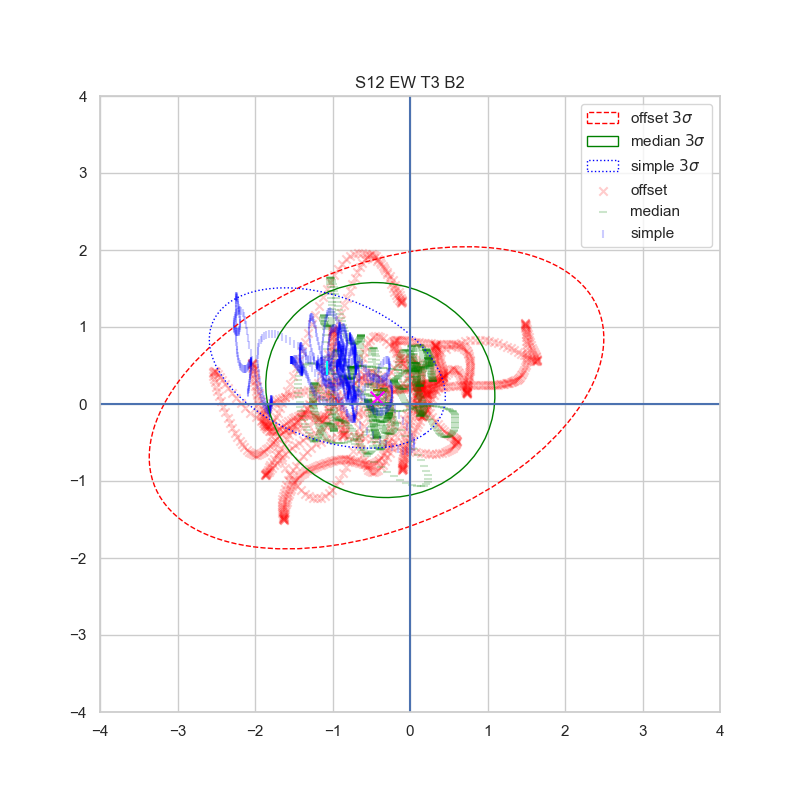 S12 EW T3 B2
4
3
2
1
0
−1
−2
−3
−4
−4 −3 −2 −1 0 1 2 3 4
offset 3σ
median 3σ
simple 3σ
offset
median
simple